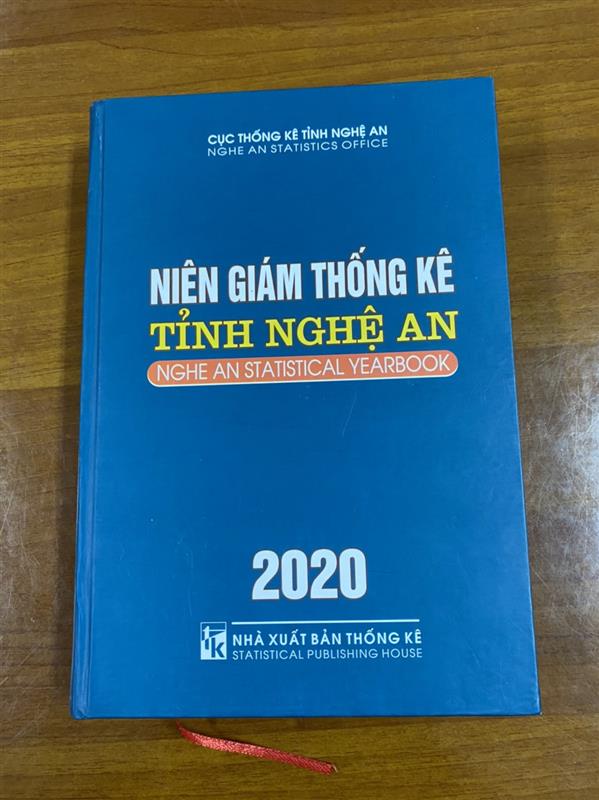 CỤC THỐNG KÊ TỈNH NGHỆ AN
NGHE AN STATISTICS OFFICE
NIÊN GIÁM THỐNG KÊ
TỈNH NGHỆ AN
NGHE AN STATISTICAL YEARBOOK
2020
NHÀ XUẤT BẢN THỐNG KÊ
STATISTICAL PUBLISHING HOUSE